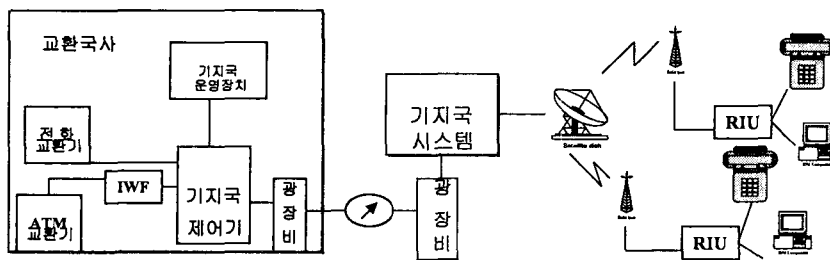 교환국사
기지국
운영장치
전화
교환기
IWF
ATM
교환기
기지국
제어기
광
장
비
기지국
시스템
광
장
비
Satellite dish
RIU
RIU